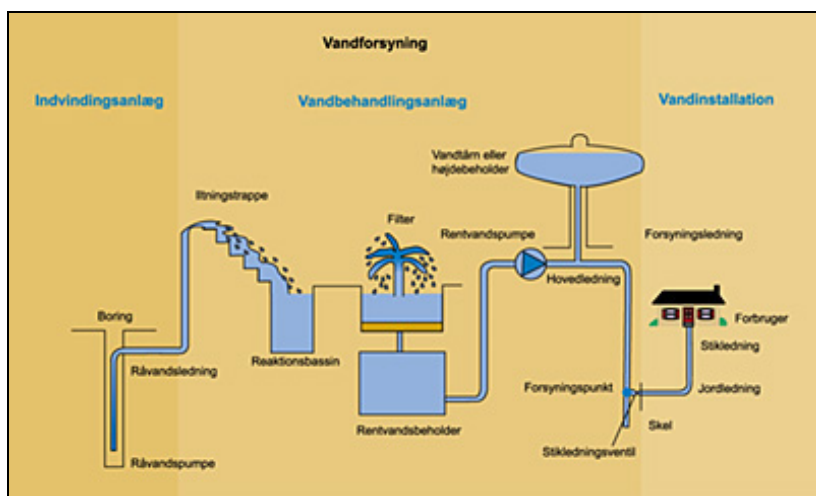 Vandforsyning
Indvindingsanlæg
Vandbehandlingsanlæg
Vandinstallation
Vandtårn eller
højdebeholder
Iltningstrappe
Filter
Rentvandspumpe
Forsyningsledning
Hovedledning
Boring
Forbruger
Stikledning
Råvandsledning
Reaktionsbassin
Forsyningspunkt
Jordledning
Rentvandsbeholder
Skel
Stikledningsventil
Råvandspumpe